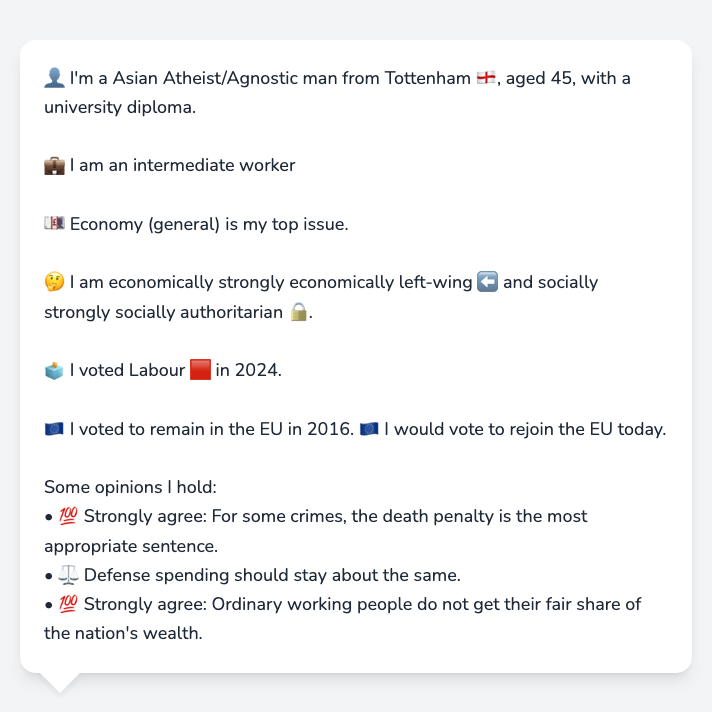 👤 I'm a Asian Atheist/Agnostic man from Tottenham 🏴󠁧󠁢󠁥󠁮󠁧󠁿, aged 45, with a
university diploma.
💼 I am an intermediate worker
💷 Economy (general) is my top issue.
🤔 I am economically strongly economically left-wing ⬅️ and socially
strongly socially authoritarian 🔒.
🗳️ I voted Labour 🟥 in 2024.
🇪🇺 I voted to remain in the EU in 2016. 🇪🇺 I would vote to rejoin the EU today.
Some opinions I hold:
• 💯 Strongly agree: For some crimes, the death penalty is the most
appropriate sentence.
• ⚖️ Defense spending should stay about the same.
• 💯 Strongly agree: Ordinary working people do not get their fair share of
the nation's wealth.